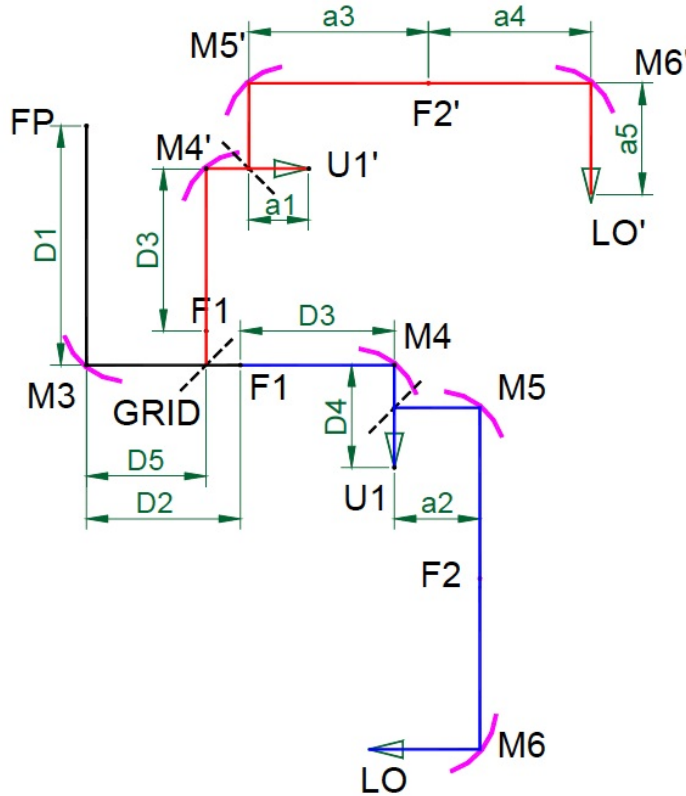 a3
a4
M5'
M6'
FP
F2'
M4'
U1'
a5
a1
LO'
D1
D3
F1
D3
M4
M3
GRID
F1
M5
D4
D5
U1
D2
a2
F2
M6
LO